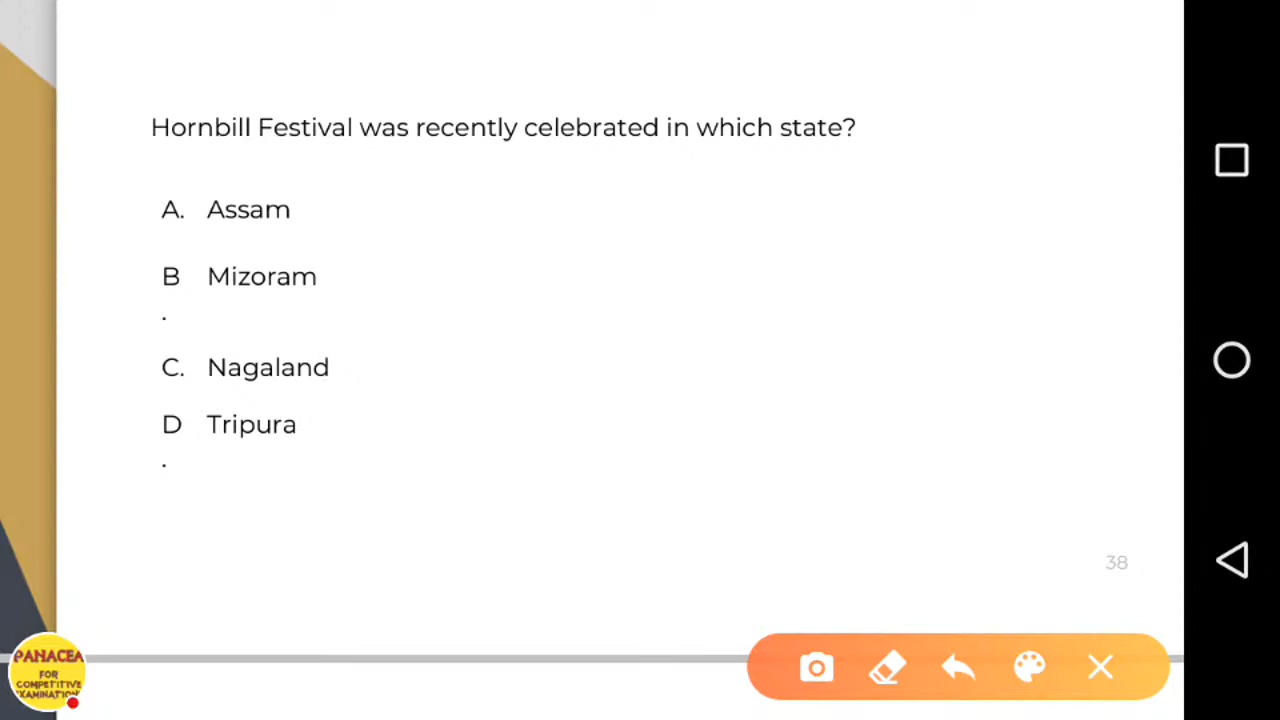 Hornbill Festival was recently celebrated in which state?
A. Assam
B Mizoram
.
C. Nagaland
D Tripura
.
38
PANACEA
FOR
COMPETITIVE
EXAMINATION